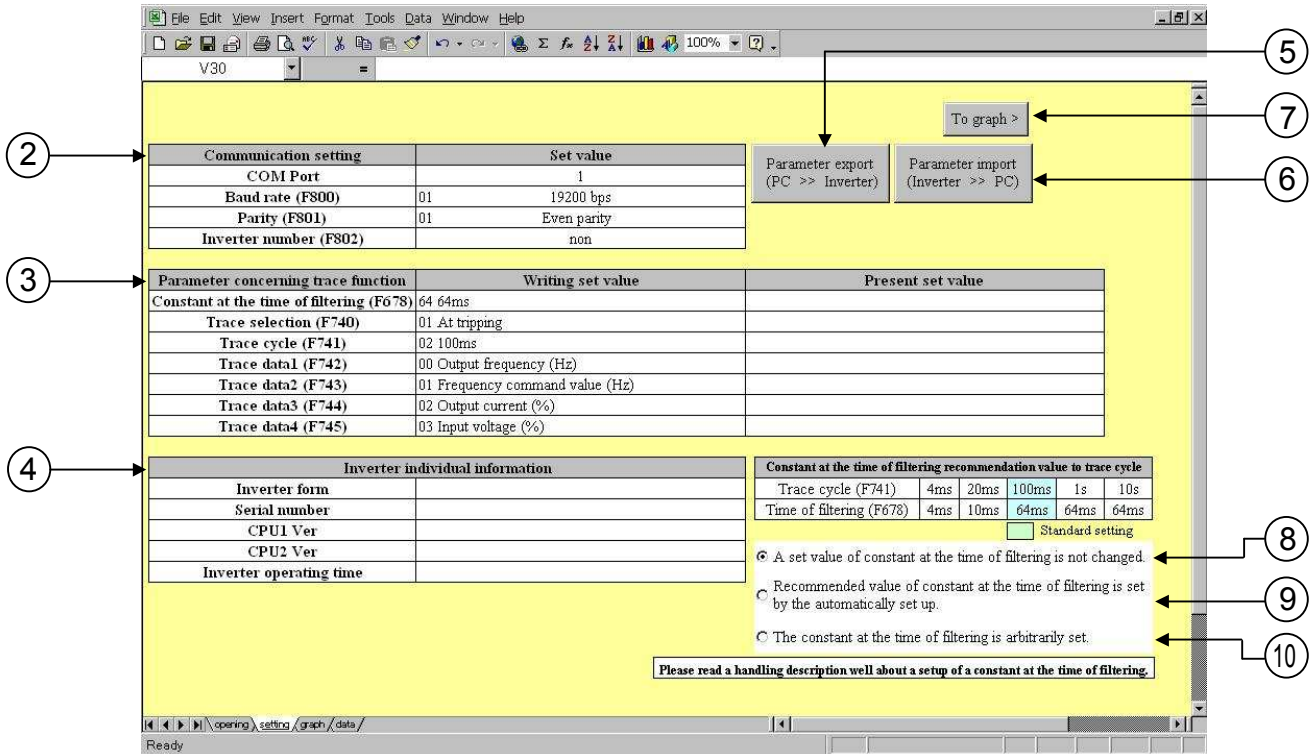 File Edit View Insert Format Tools Data Window Help
100%
V30 =
5
To graph >
7
2
Communication setting Set value
COM Port 1
Baud rate (F800) 01 19200 bps
Parity (F801) 01 Even parity
Inverter number (F802) non
Parameter export
(PC >> Inverter)
Parameter import
(Inverter >> PC)
6
3
Parameter concerning trace function Writing set value Present set value
Constant at the time of filtering (F678) 64 64ms
Trace selection (F740) 01 At tripping
Trace cycle (F741) 02 100ms
Trace data1 (F742) 00 Output frequency (Hz)
Trace data2 (F743) 01 Frequency command value (Hz)
Trace data3 (F744) 02 Output current (%)
Trace data4 (F745) 03 Input voltage (%)
4
Inverter individual information
Inverter form
Serial number
CPU1 Ver
CPU2 Ver
Inverter operating time
Constant at the time of filtering recommendation value to trace cycle
Trace cycle (F741) 4ms 20ms 100ms 1s 10s
Time of filtering (F678) 4ms 10ms 64ms 64ms 64ms
Standard setting
8
A set value of constant at the time of filtering is not changed.
Recommended value of constant at the time of filtering is set
by the automatically set up.
9
The constant at the time of filtering is arbitrarily set.
10
Please read a handling description well about a setup of a constant at the time of filtering.
opening setting graph data
Ready